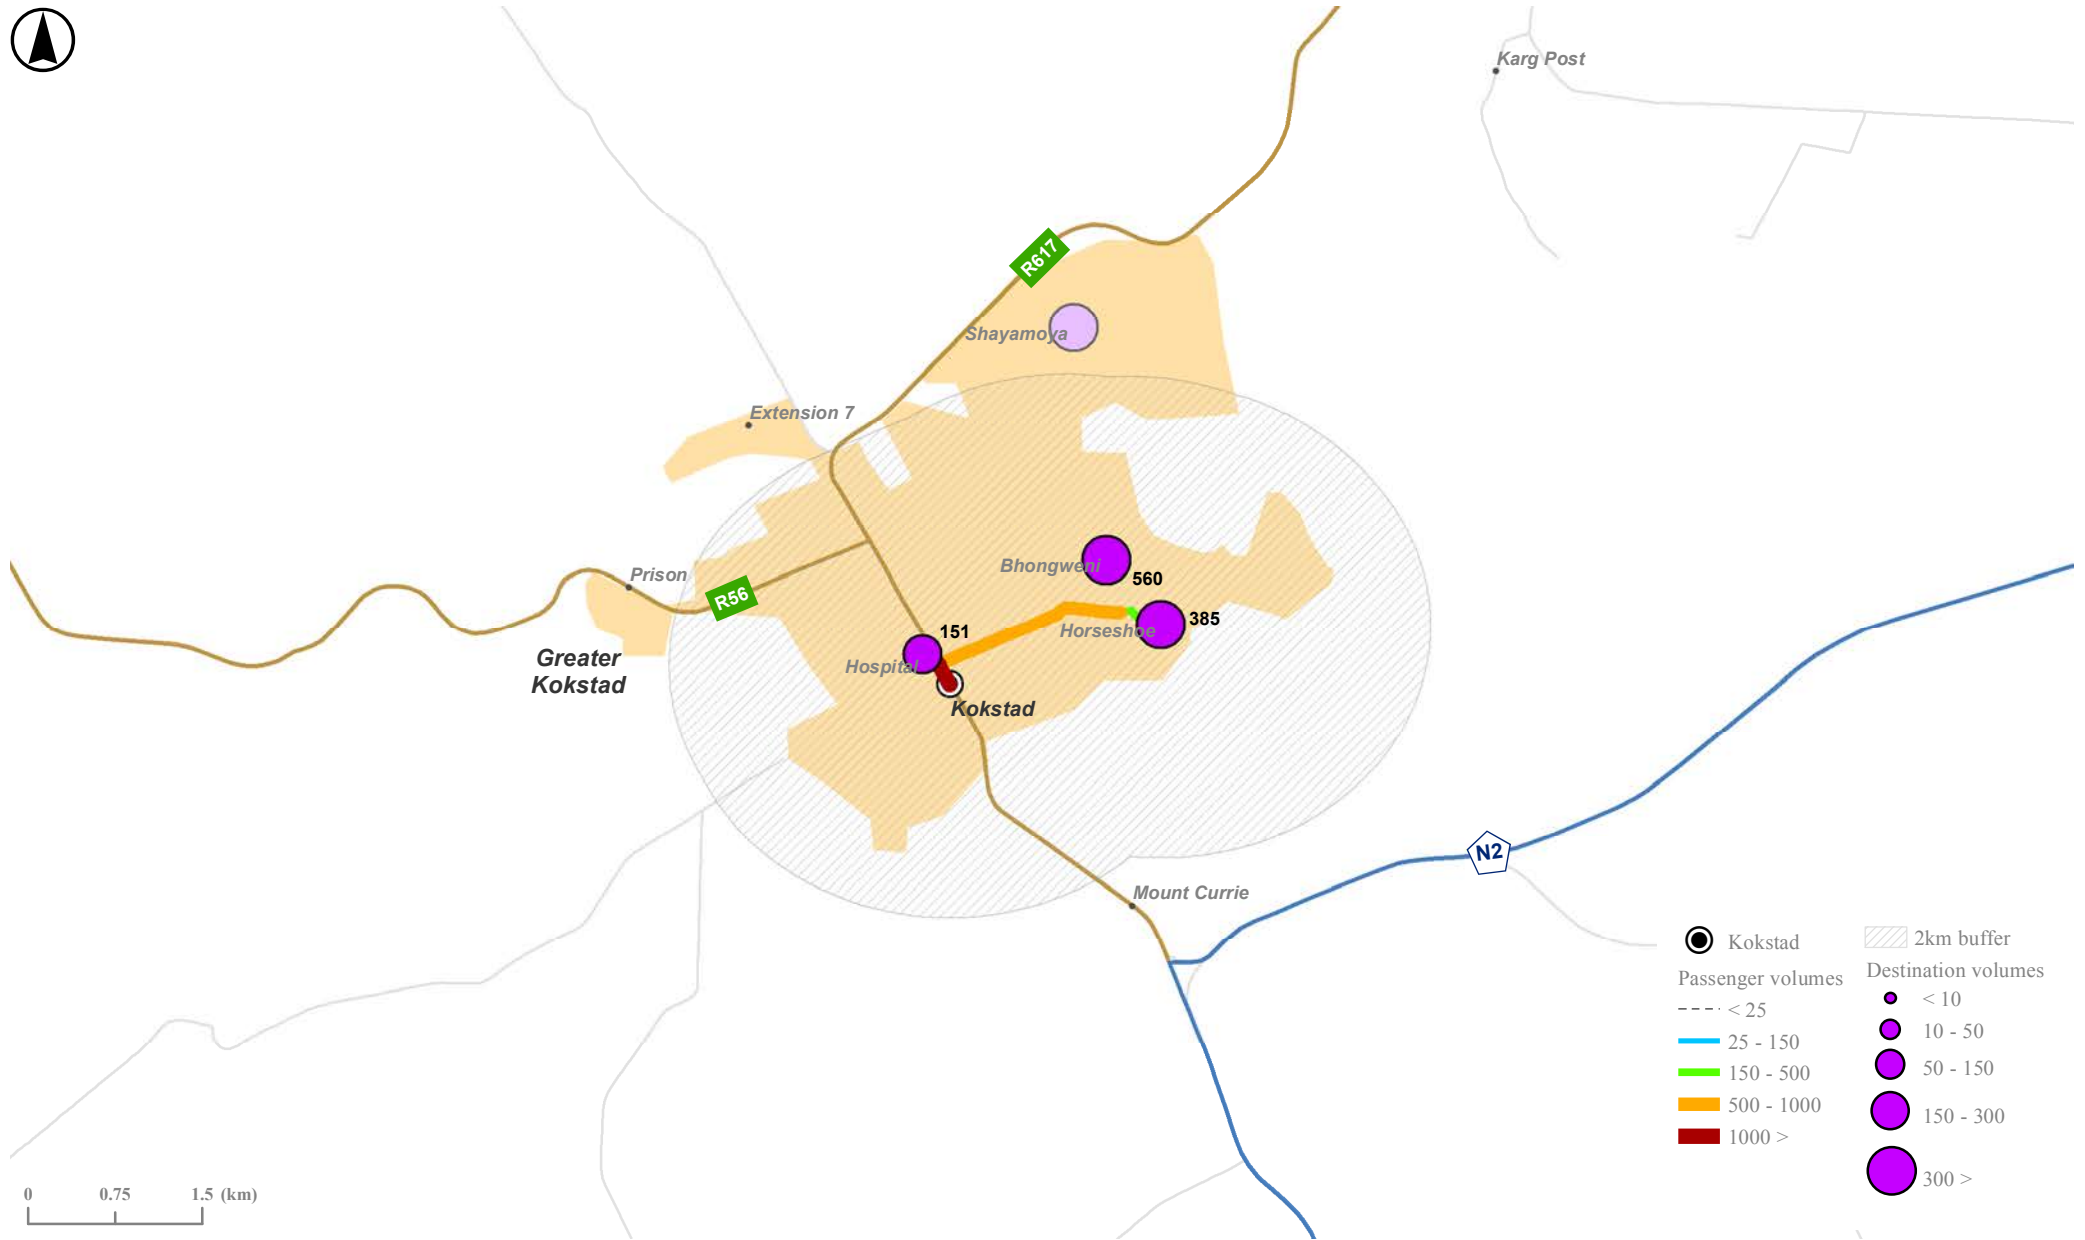 Karg Post
R617
Shayamoya
Extension 7
Bhongweni
560
Prison
R56
385
Horseshoe
151
Hospital
Greater
Kokstad
Kokstad
N2
Mount Currie
Kokstad
Passenger volumes
< 25
25 - 150
150 - 500
500 - 1000
1000 >
2km buffer
Destination volumes
< 10
10 - 50
50 - 150
150 - 300
300 >
0 0.75 1.5 (km)